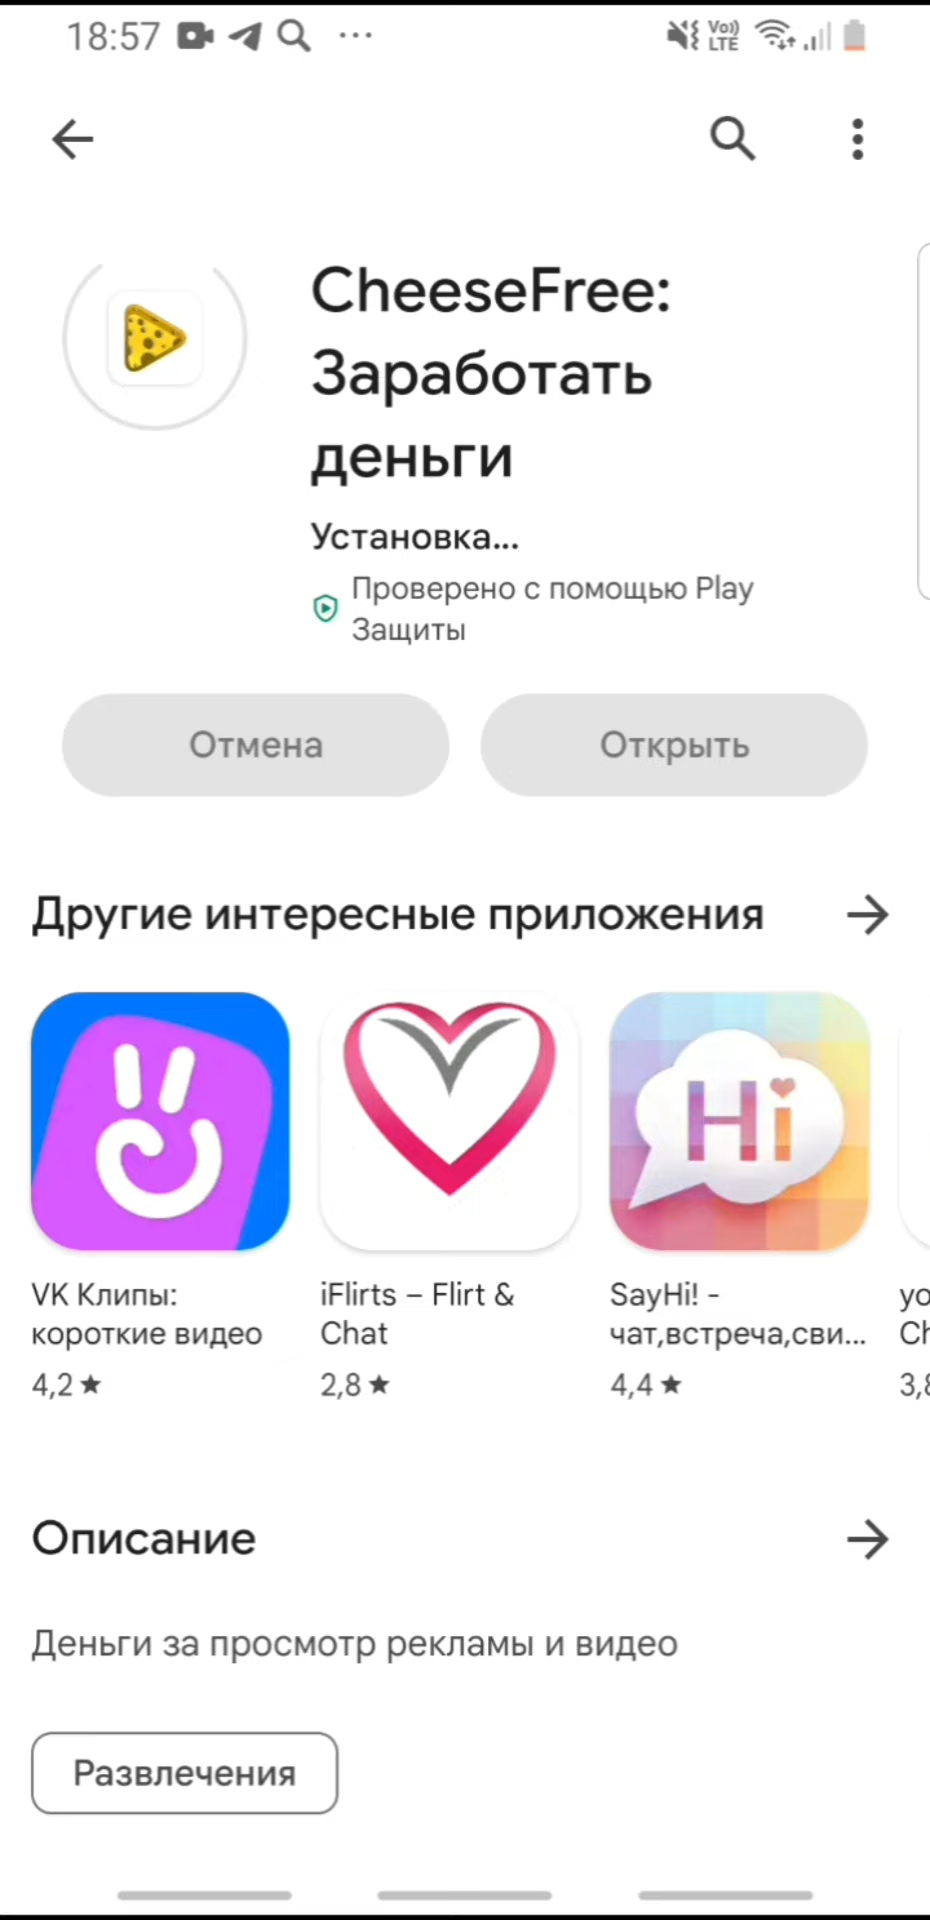 18:57
Vo))
LTE
CheeseFree:
Заработать
деньги
Установка...
Проверено с помощью Play
Защиты
Отмена
Открыть
Другие интересные приложения
Hi
VK Клипы:
короткие видео
4,2 ★
iFlirts – Flirt &
Chat
2,8 ★
SayHi! -
чат,встреча,сви...
4,4 ★
Описание
Деньги за просмотр рекламы и видео
Развлечения